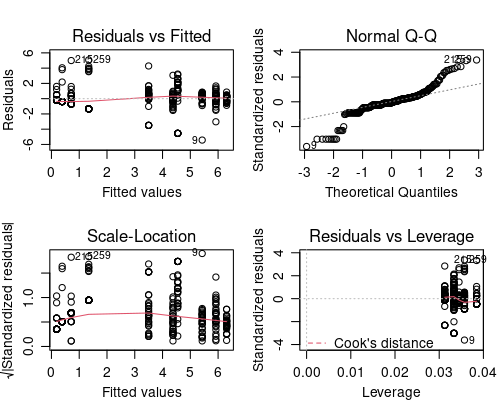 Residuals vs Fitted
Residuals
-6
-2
2
6
215259
9
0 1 2 3 4 5 6
Fitted values
Normal Q-Q
Standardized residuals
-2
0
2
4
9
-3 -2 -1 0 1 2 3
Theoretical Quantiles
Scale-Location
√|Standardized residuals|
0.0
1.0
215259
9
0 1 2 3 4 5 6
Fitted values
Residuals vs Leverage
Standardized residuals
-4
0
2
4
9
Cook's distance
0.00 0.01 0.02 0.03 0.04
Leverage